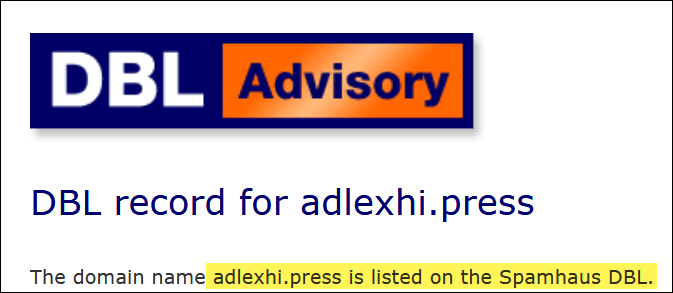 DBL Advisory
DBL record for adlexhi.press
The domain name adlexhi.press is listed on the Spamhaus DBL.